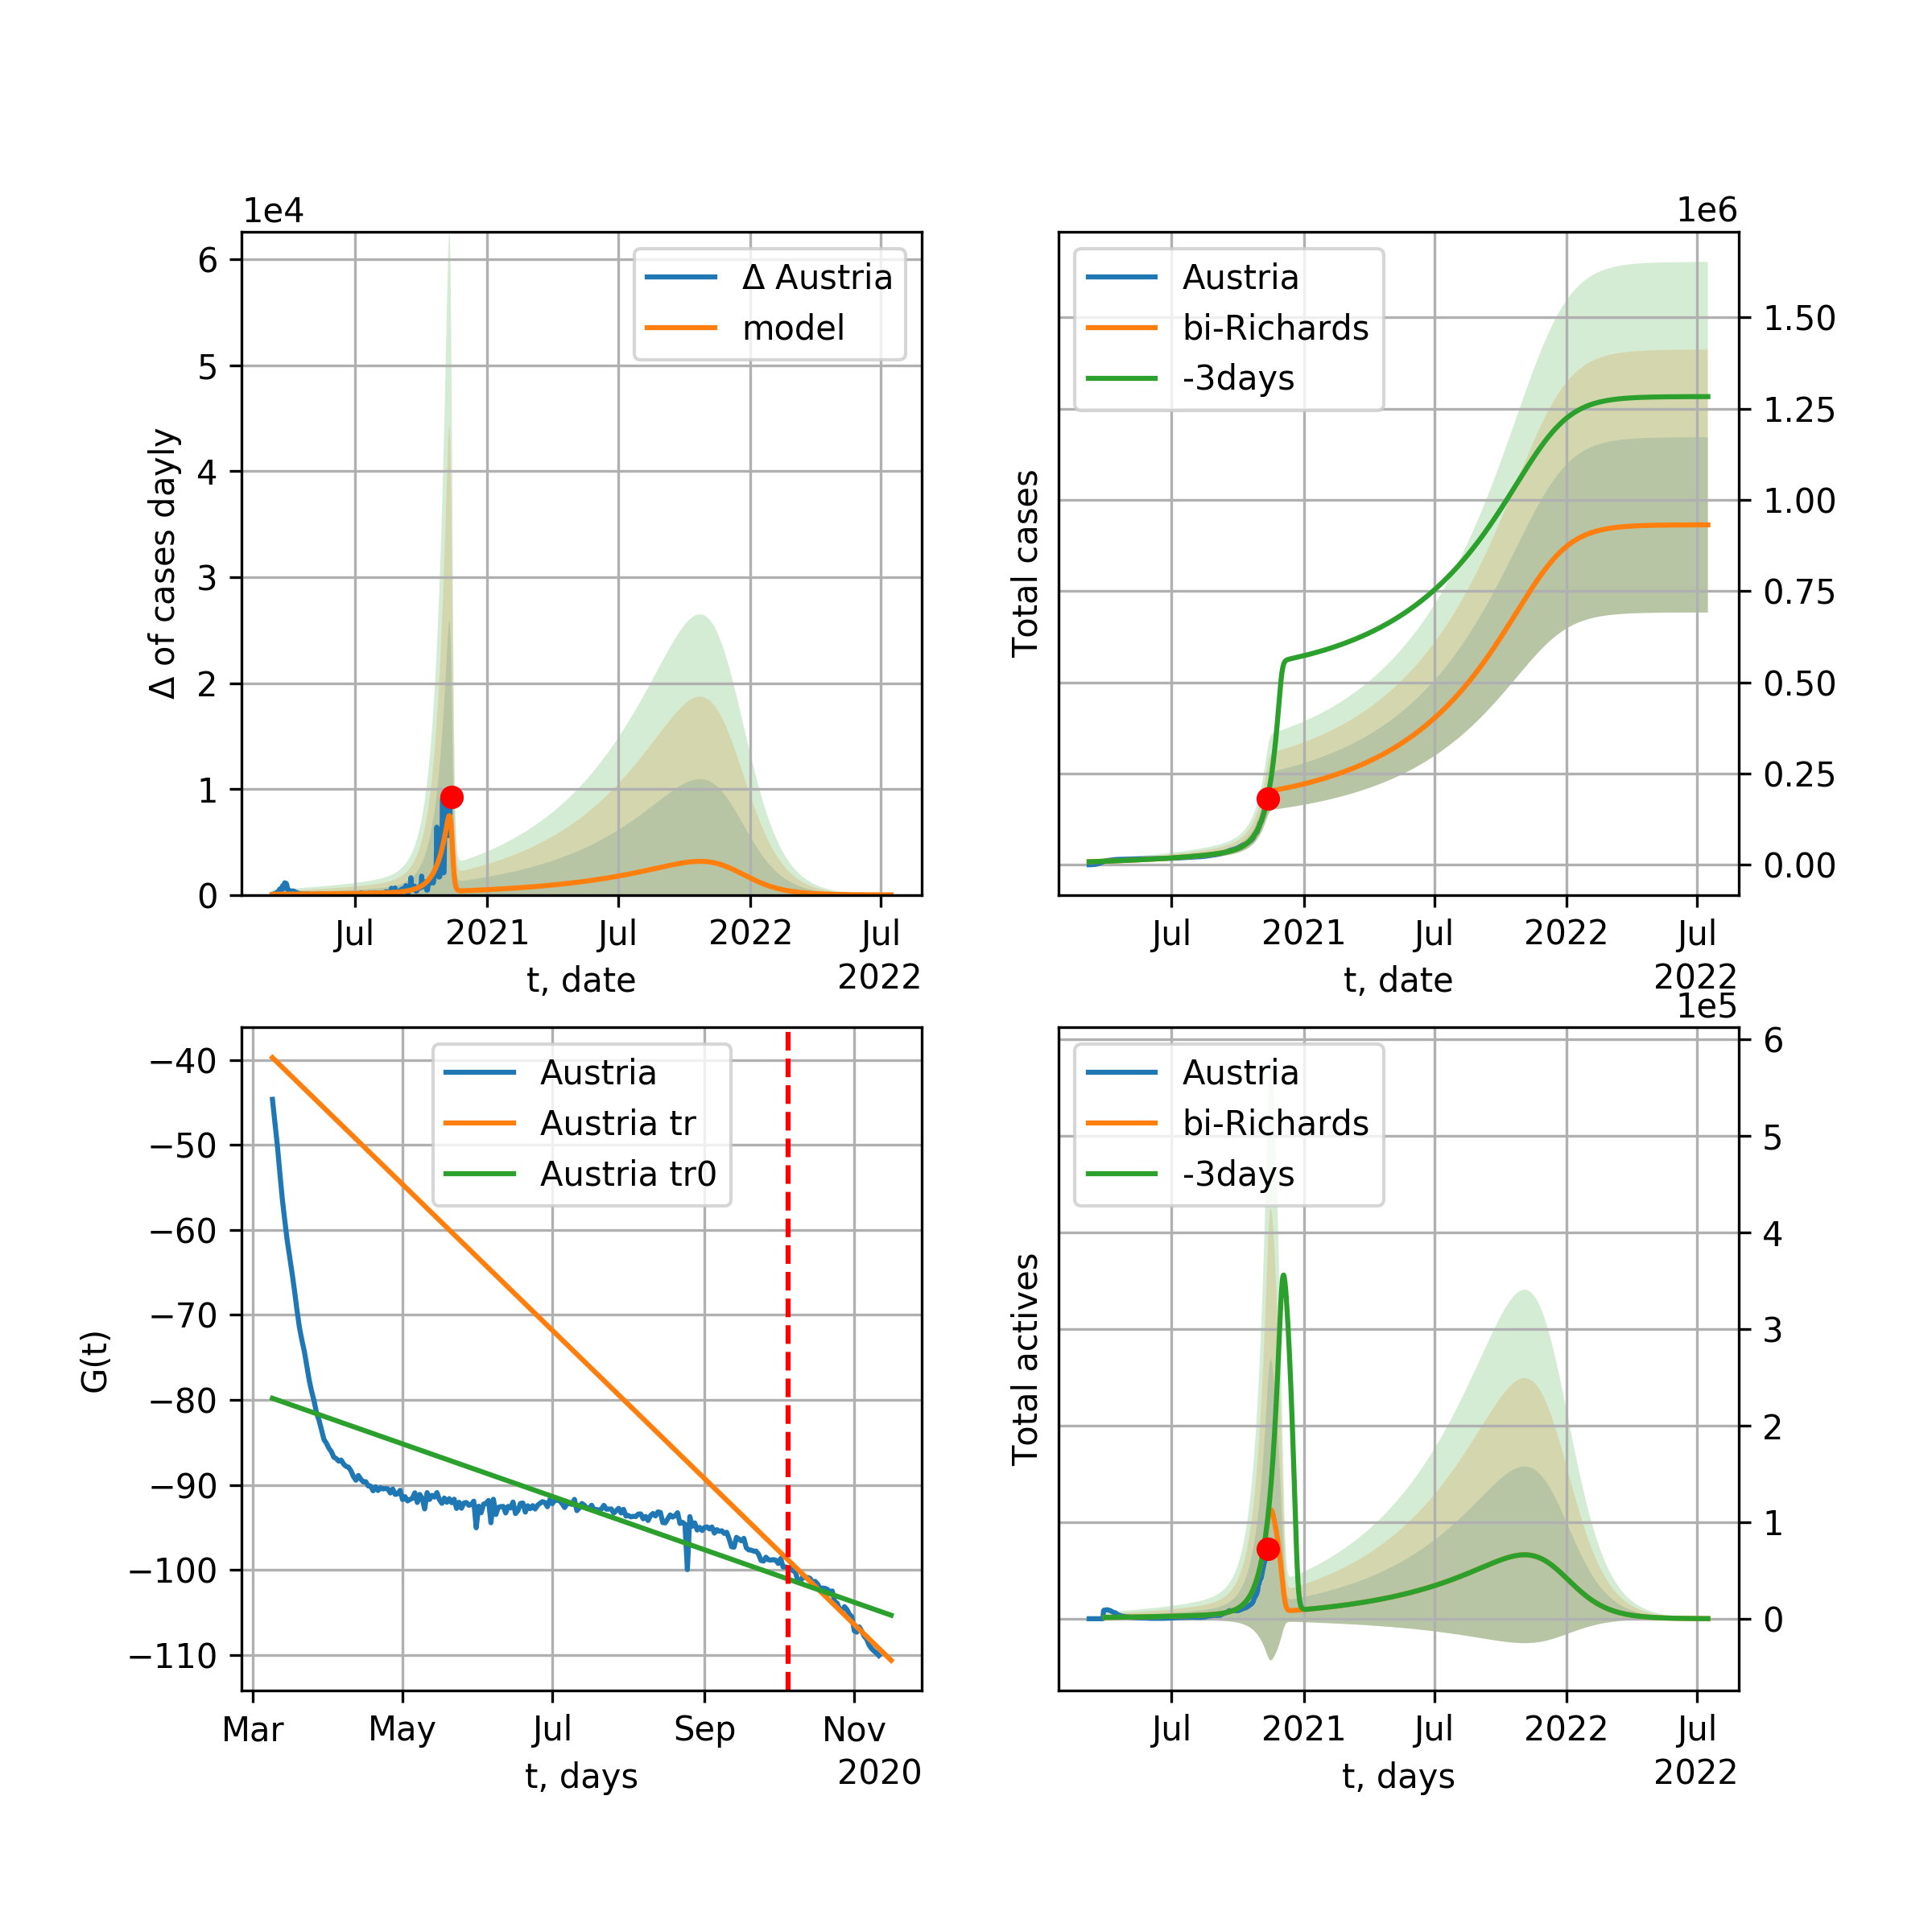 1e4
6
5
4
3
2
1
0
Δ of cases dayly
Δ Austria
model
Jul
2021
Jul
2022
Jul
t, date
2022
1e6
Austria
bi-Richards
-3days
1.50
1.25
1.00
0.75
0.50
0.25
0.00
Total cases
Jul
2021
Jul
2022
Jul
t, date
2022
−40
−50
−60
−70
−80
−90
−100
−110
G(t)
Austria
Austria tr
Austria tr0
Mar
May
Jul
Sep
Nov
t, days
2020
1e5
Austria
bi-Richards
-3days
6
5
4
3
2
1
0
Total actives
Jul
2021
Jul
2022
Jul
t, days
2022